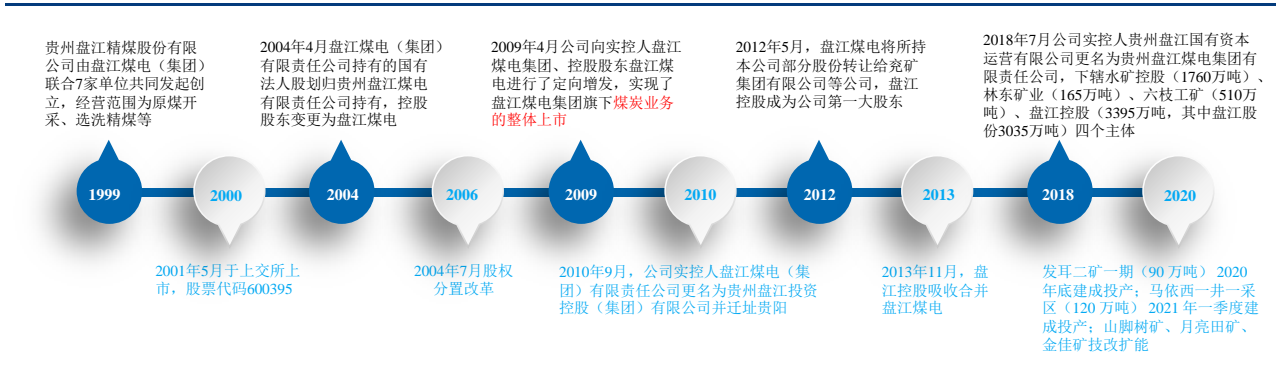 贵州盘江精煤股份有限
公司由盘江煤电（集团）
联合7家单位共同发起创
立，经营范围为原煤开
采、选洗精煤等
2004年4月盘江煤电（集团）
有限责任公司持有的国有
法人股划归贵州盘江煤电
有限责任公司持有，控股
股东变更为盘江煤电
2009年4月公司向实控人盘江
煤电集团、控股股东盘江煤
电进行了定向增发，实现了
盘江煤电集团旗下煤炭业务
的整体上市
2012年5月，盘江煤电将所持
本公司部分股份转让给兖矿
集团有限公司等公司，盘江
控股成为公司第一大股东
2018年7月公司实控人贵州盘江国有资本
运营有限公司更名为贵州盘江煤电集团有
限责任公司，下辖水矿控股（1760万吨）、
林东矿业（165万吨）、六枝工矿（510万
吨）、盘江控股（3395万吨，其中盘江股
份3035万吨）四个主体
1999
2000
2004
2006
2009
2010
2012
2013
2018
2020
2001年5月于上交所上
市，股票代码600395
2004年7月股权
分置改革
2010年9月，公司实控人盘江煤电（集
团）有限责任公司更名为贵州盘江投资
控股（集团）有限公司并迁址贵阳
2013年11月，盘
江控股吸收合并
盘江煤电
发耳二矿一期（90 万吨） 2020
年底建成投产；马依西一井一采
区（120 万吨） 2021 年一季度建
成投产；山脚树矿、月亮田矿、
金佳矿技改扩能